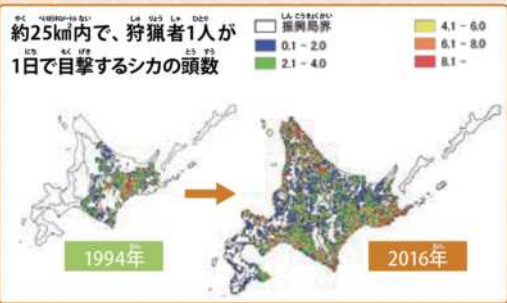 約25㎢内で、狩猟者1人が
1日で目撃するシカの頭数
振興局界
0.1 - 2.0
2.1 - 4.0
4.1 - 6.0
6.1 - 8.0
8.1 -
1994年
2016年